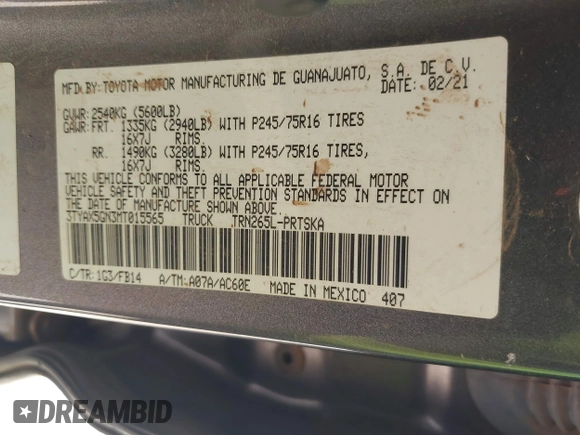 MFD. BY: TOYOTA MOTOR MANUFACTURING DE GUANAJUATO, S.A. DE C.V.
DATE: 02/21
GVWR: 2540KG (5600LB)
GAWR: FRT. 1335KG (2940LB) WITH P245/75R16 TIRES
16X7J RIMS.
RR. 1490KG (3280LB) WITH P245/75R16 TIRES,
16X7J RIMS.
THIS VEHICLE CONFORMS TO ALL APPLICABLE FEDERAL MOTOR
VEHICLE SAFETY AND THEFT PREVENTION STANDARDS IN EFFECT ON
THE DATE OF MANUFACTURE SHOWN ABOVE.
3TYAX5GN3MT015565 TRUCK TRN265L-PRTSKA
C/TR: 1G3/FB14 A/TM: A07A/AC60E MADE IN MEXICO 407
DREAMBID